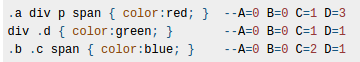 .a div p span { color:red; }  --A=0 B=0 C=1 D=3
div .d { color:green; }       --A=0 B=0 C=1 D=1
.b .c span { color:blue; }    --A=0 B=0 C=2 D=1